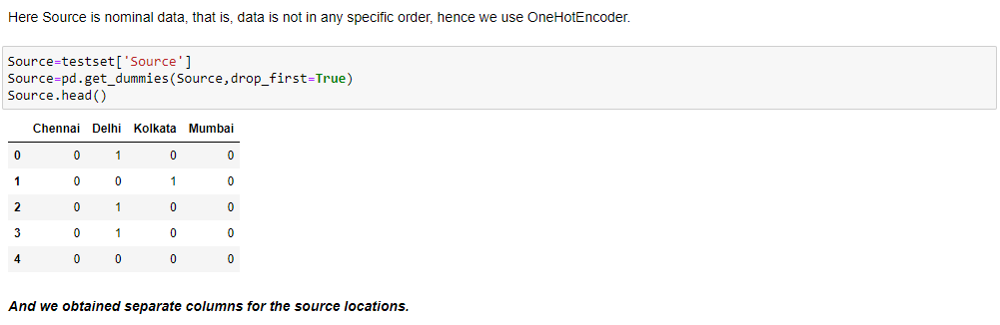 Here Source is nominal data, that is, data is not in any specific order, hence we use OneHotEncoder.
Source=testset['Source']
Source=pd.get_dummies(Source,drop_first=True)
Source.head()
Chennai Delhi Kolkata Mumbai
0 0 1 0 0
1 0 0 1 0
2 0 1 0 0
3 0 1 0 0
4 0 0 0 0
And we obtained separate columns for the source locations.